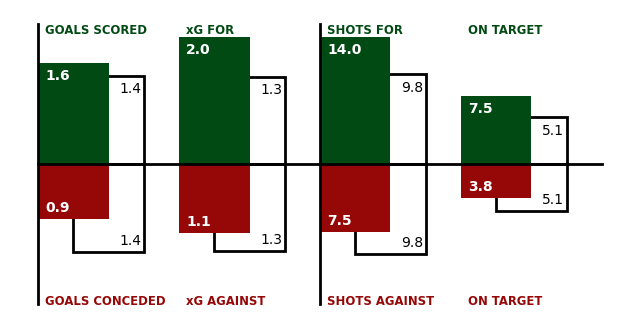 GOALS SCORED xG FOR SHOTS FOR ON TARGET
1.6 1.4 2.0 1.3 14.0 9.8 7.5 5.1
0.9 1.4 1.1 1.3 7.5 9.8 3.8 5.1
GOALS CONCEDED xG AGAINST SHOTS AGAINST ON TARGET